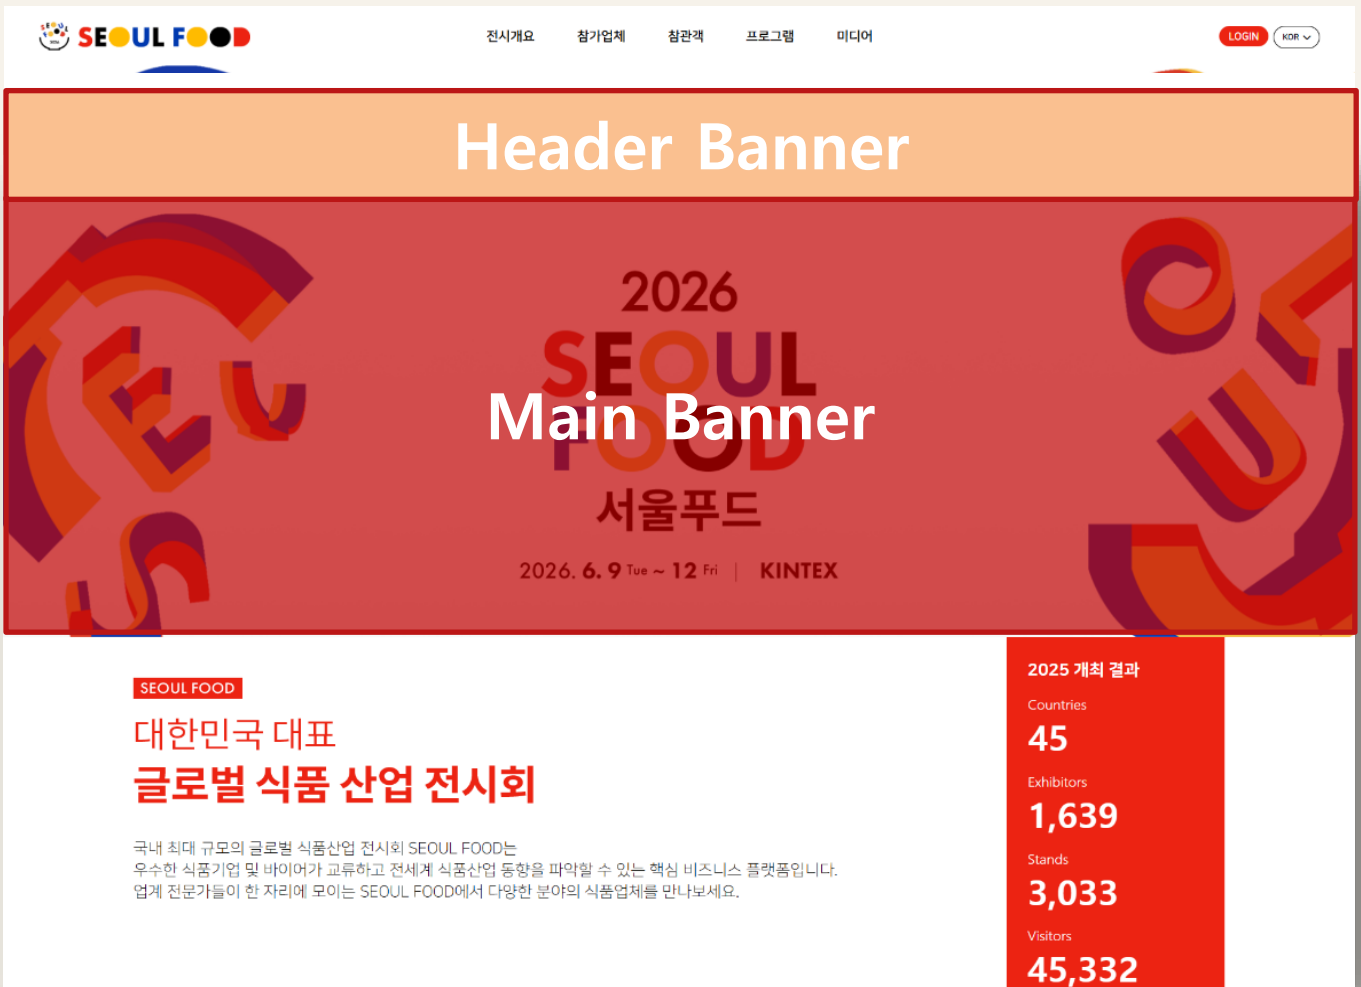 SEOUL FOOD
전시개요 참가업체 참관객 프로그램 미디어
LOGIN KOR
Header Banner
2026
SEOUL
FOOD
Main Banner
서울푸드
2026. 6. 9 Tue ~ 12 Fri | KINTEX
SEOUL FOOD
대한민국 대표
글로벌 식품 산업 전시회
국내 최대 규모의 글로벌 식품산업 전시회 SEOUL FOOD는
우수한 식품기업 및 바이어가 교류하고 전세계 식품산업 동향을 파악할 수 있는 핵심 비즈니스 플랫폼입니다.
업계 전문가들이 한 자리에 모이는 SEOUL FOOD에서 다양한 분야의 식품업체를 만나보세요.
2025 개최 결과
Countries
45
Exhibitors
1,639
Stands
3,033
Visitors
45,332